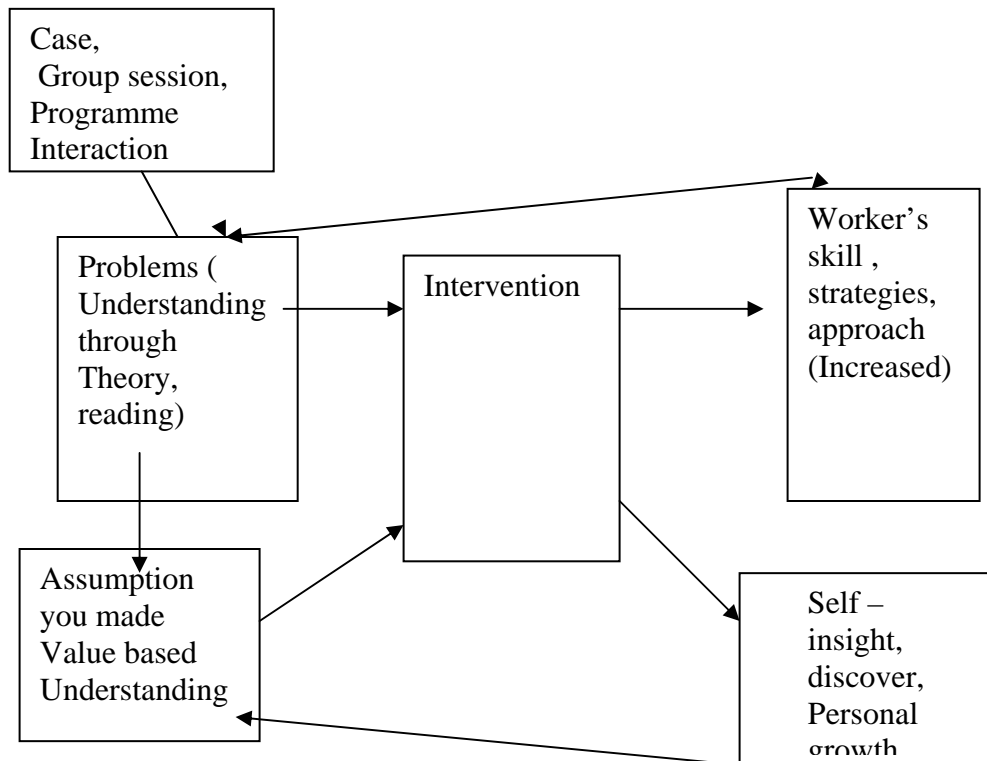 Case,
Group session,
Programme
Interaction
Problems (
Understanding
through
Theory,
reading)
Intervention
Worker’s
skill ,
strategies,
approach
(Increased)
Assumption
you made
Value based
Understanding
Self –
insight,
discover,
Personal
growth